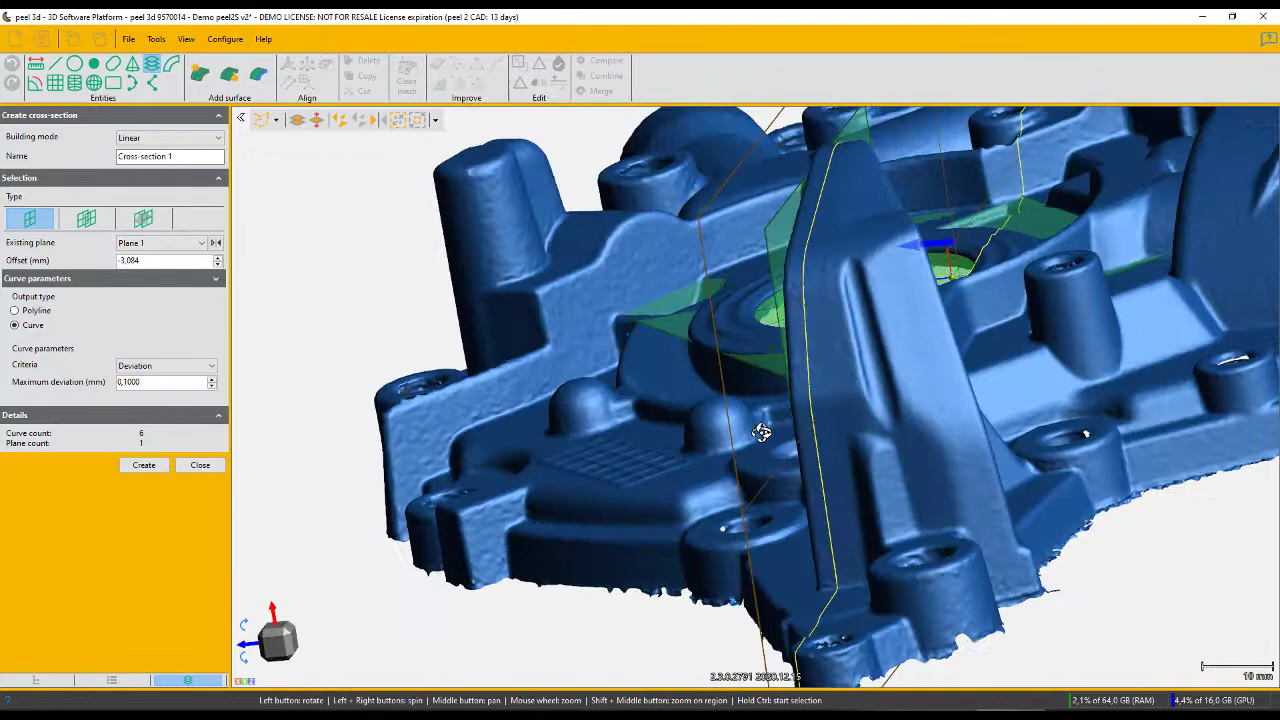 peel 3d - 3D Software Platform - peel 3d 9570014 - Demo peel2S v2* - DEMO LICENSE: NOT FOR RESALE License expiration (peel 2 CAD: 13 days)
File Tools View Configure Help
Entities
Add surface
Align
Delete
Copy
Cut
Clean
mesh
Improve
Edit
Compare
Combine
Merge
Create cross-section
Building mode Linear
Name Cross-section 1
Selection
Type
Existing plane Plane 1
Offset (mm) -3,084
Curve parameters
Output type
Polyline
Curve
Curve parameters
Criteria Deviation
Maximum deviation (mm) 0,1000
Details
Curve count: 6
Plane count: 1
Create Close
10 mm
X Y Z
Left button: rotate | Left + Right buttons: spin | Middle button: pan | Mouse wheel: zoom | Shift + Middle button: zoom on region | Hold Ctrl: start selection
2,1% of 64,0 GB (RAM) 4,4% of 16,0 GB (GPU)